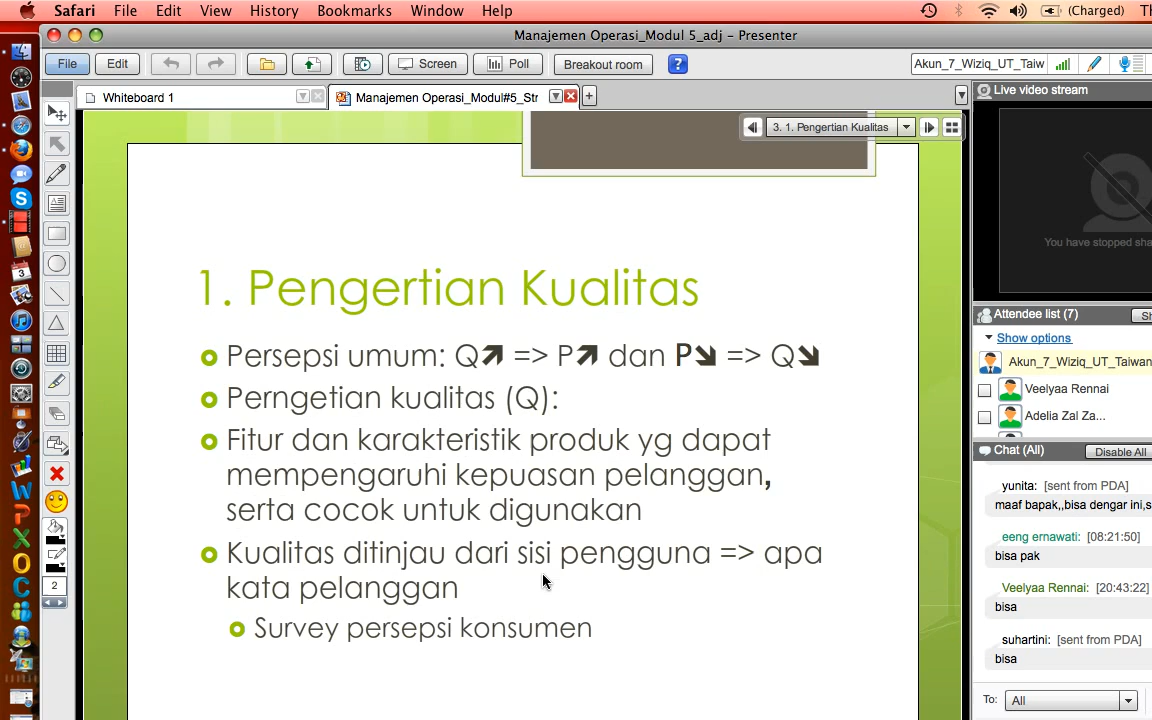 Safari File Edit View History Bookmarks Window Help (Charged)
Manajemen Operasi_Modul 5_adj – Presenter
File Edit Screen Poll Breakout room ? Akun_7_Wiziq_UT_Taiw
Whiteboard 1 Manajemen Operasi_Modul#5_Str
Live video stream
3. 1. Pengertian Kualitas
You have stopped sha
1. Pengertian Kualitas
Persepsi umum: Q↗ => P↗ dan P↘ => Q↘
Perngetian kualitas (Q):
Fitur dan karakteristik produk yg dapat
mempengaruhi kepuasan pelanggan,
serta cocok untuk digunakan
Kualitas ditinjau dari sisi pengguna => apa
kata pelanggan
Survey persepsi konsumen
2
Attendee list (7) Sh
Show options
Akun_7_Wiziq_UT_Taiwan
Veelyaa Rennai
Adelia Zal Za...
Chat (All) Disable All
yunita: [sent from PDA]
maaf bapak,,bisa dengar ini,s
eeng ernawati: [08:21:50]
bisa pak
Veelyaa Rennai: [20:43:22]
bisa
suhartini: [sent from PDA]
bisa
To: All